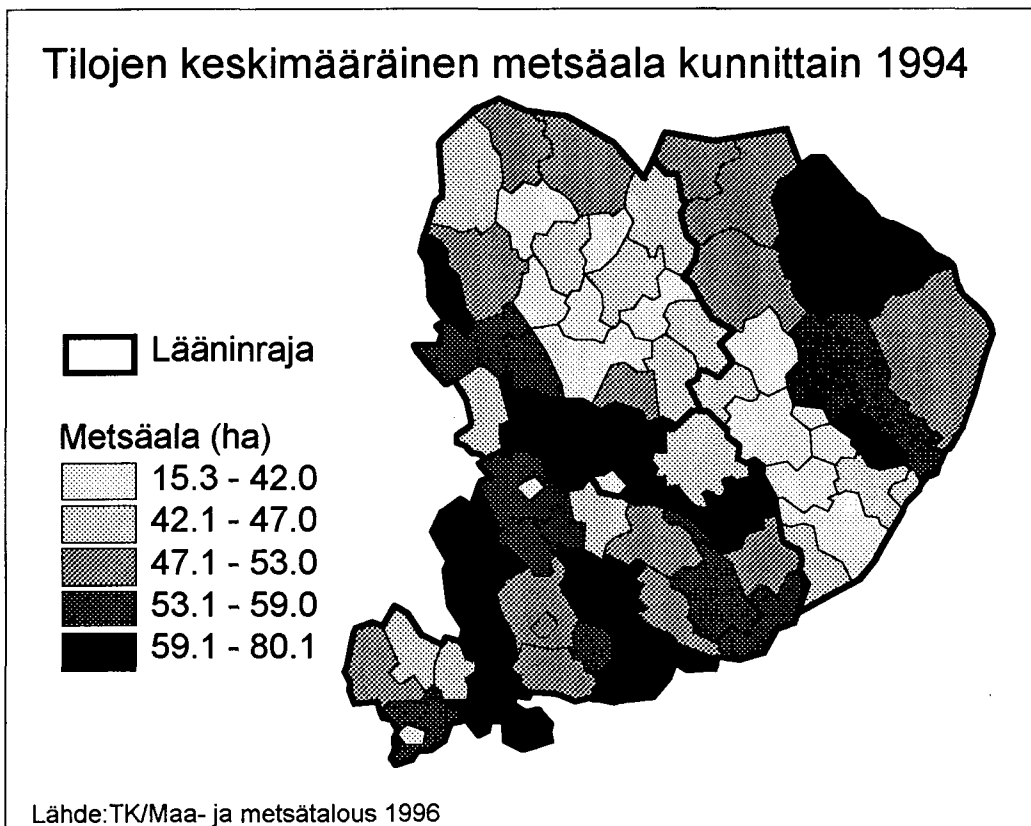 Tilojen keskimääräinen metsäala kunnittain 1994
Lääninraja
Metsäala (ha)
15.3 - 42.0
42.1 - 47.0
47.1 - 53.0
53.1 - 59.0
59.1 - 80.1
Lähde:TK/Maa- ja metsätalous 1996